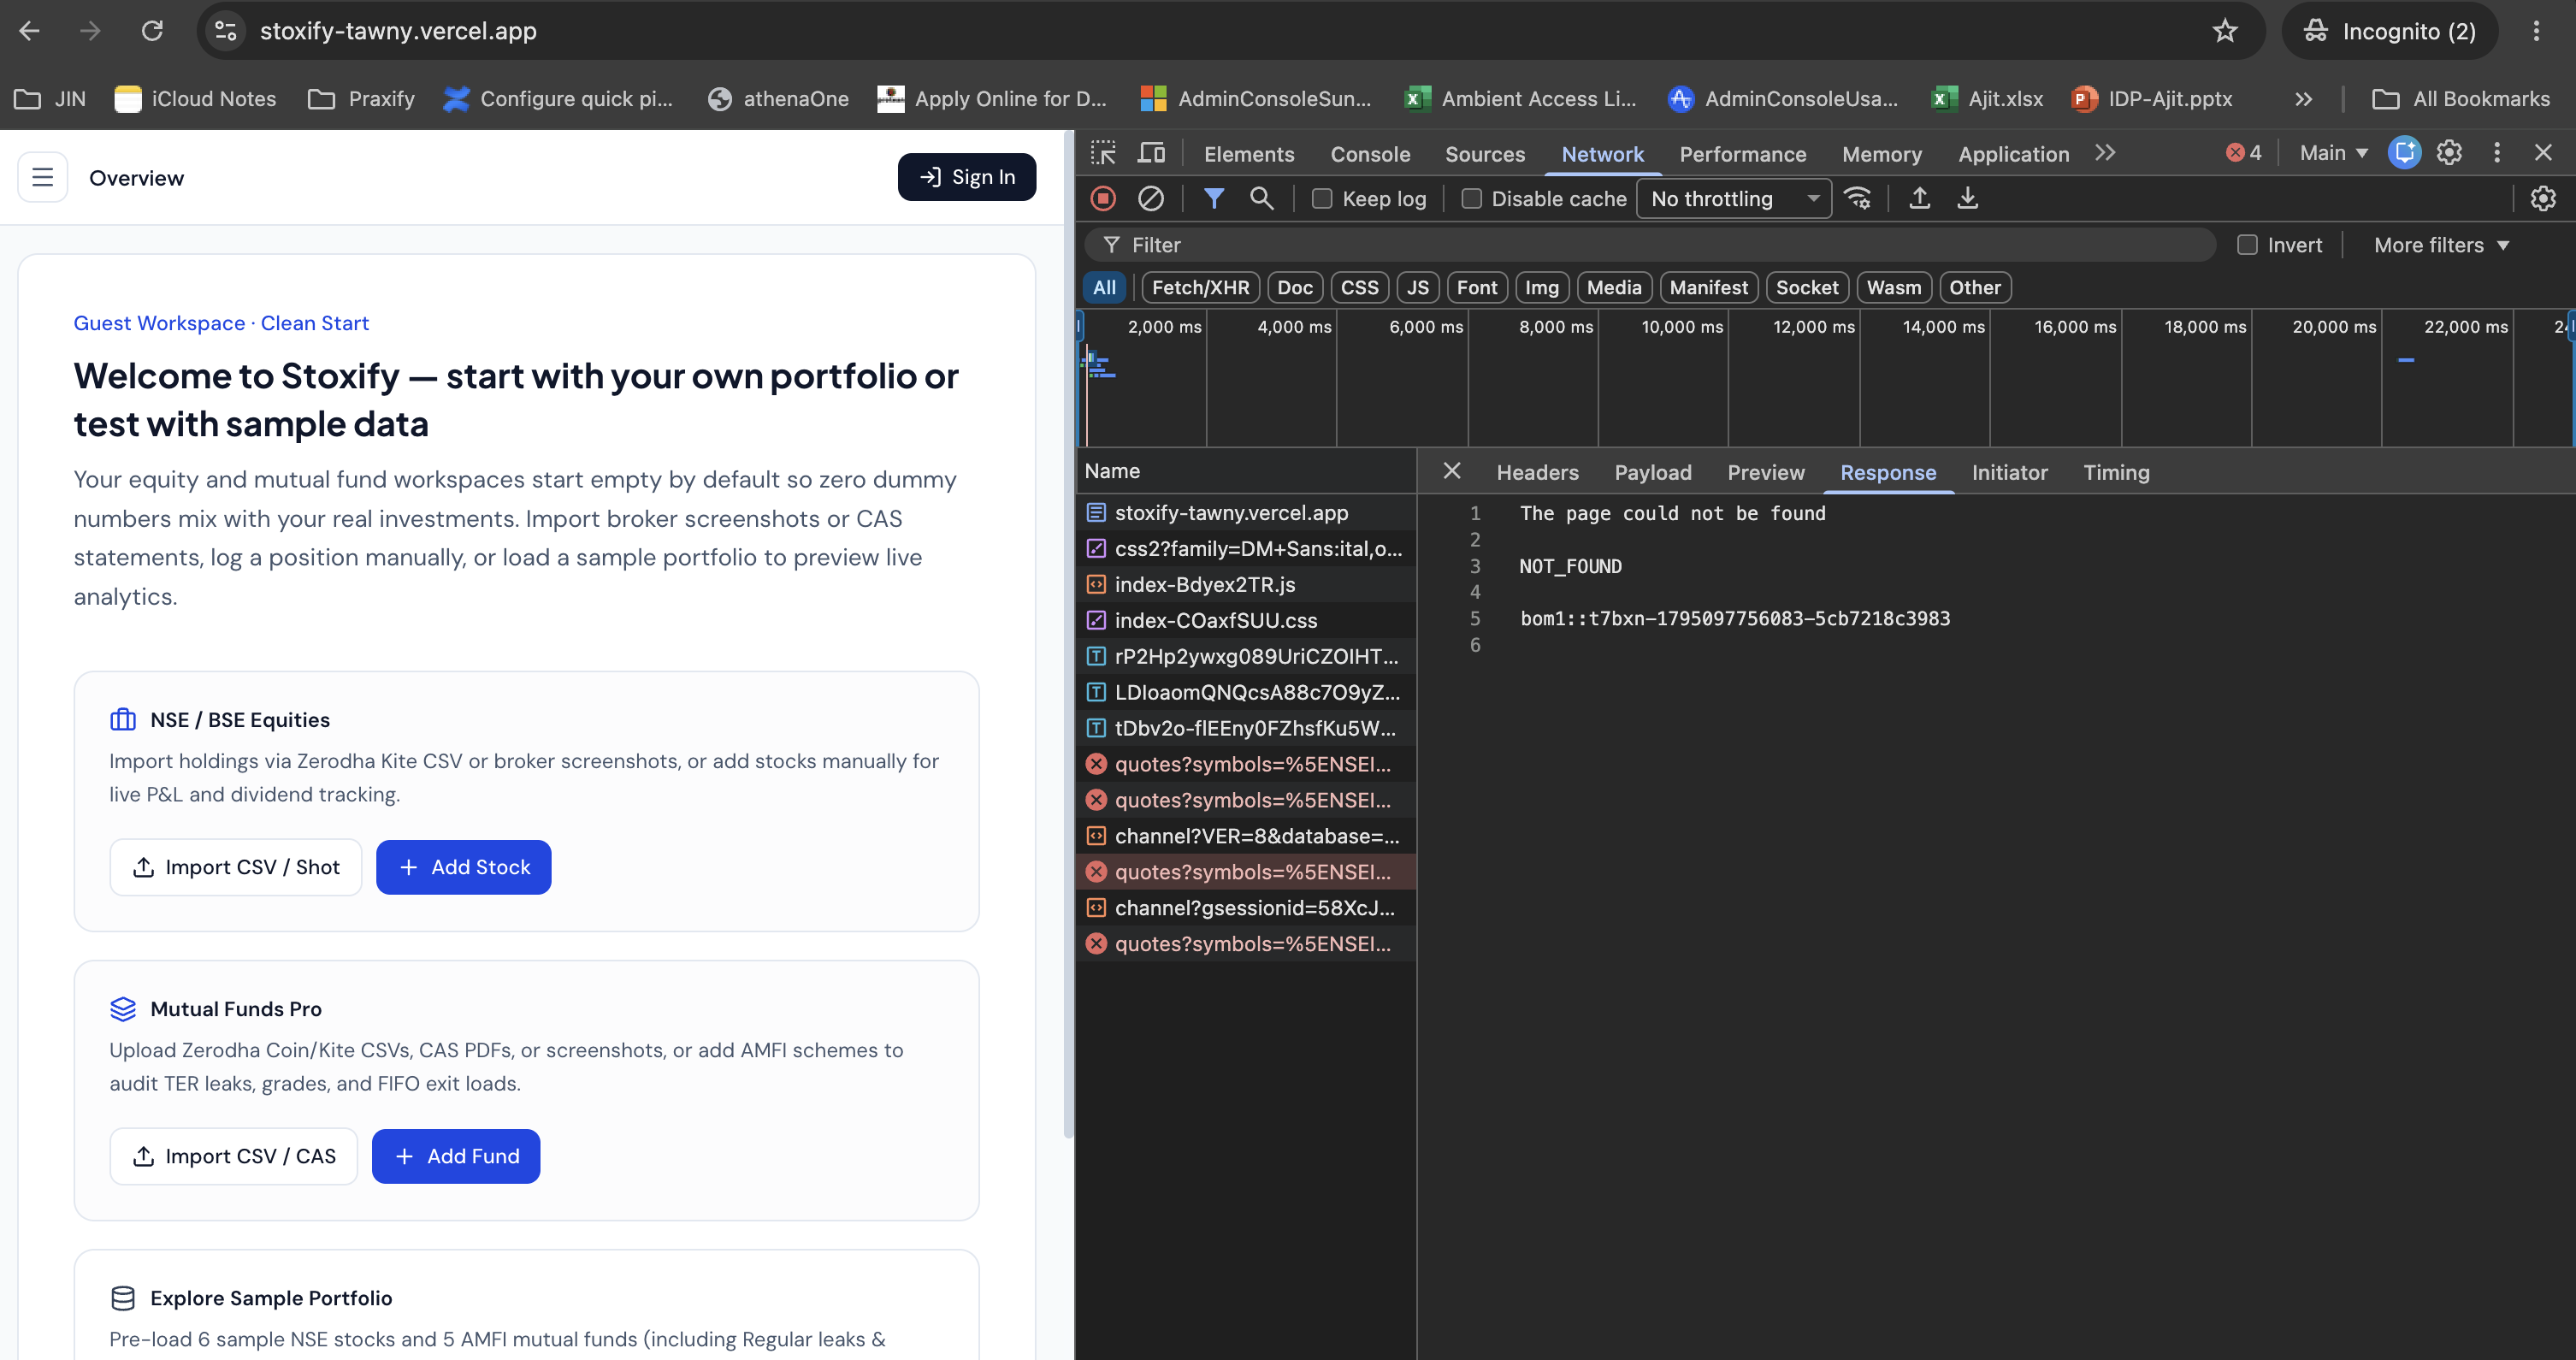 stoxify-tawny.vercel.app
Incognito (2)
JIN
iCloud Notes
Praxify
Configure quick pi...
athenaOne
Apply Online for D...
AdminConsoleSun...
Ambient Access Li...
AdminConsoleUsa...
Ajit.xlsx
IDP-Ajit.pptx
All Bookmarks
Overview
Sign In
Guest Workspace · Clean Start
Welcome to Stoxify — start with your own portfolio or
test with sample data
Your equity and mutual fund workspaces start empty by default so zero dummy
numbers mix with your real investments. Import broker screenshots or CAS
statements, log a position manually, or load a sample portfolio to preview live
analytics.
NSE / BSE Equities
Import holdings via Zerodha Kite CSV or broker screenshots, or add stocks manually for
live P&L and dividend tracking.
Import CSV / Shot
+ Add Stock
Mutual Funds Pro
Upload Zerodha Coin/Kite CSVs, CAS PDFs, or screenshots, or add AMFI schemes to
audit TER leaks, grades, and FIFO exit loads.
Import CSV / CAS
+ Add Fund
Explore Sample Portfolio
Pre-load 6 sample NSE stocks and 5 AMFI mutual funds (including Regular leaks &
Elements Console Sources Network Performance Memory Application
4
Main
Keep log
Disable cache
No throttling
Filter
Invert
More filters
All Fetch/XHR Doc CSS JS Font Img Media Manifest Socket Wasm Other
2,000 ms 4,000 ms 6,000 ms 8,000 ms 10,000 ms 12,000 ms 14,000 ms 16,000 ms 18,000 ms 20,000 ms 22,000 ms
Name
stoxify-tawny.vercel.app
css2?family=DM+Sans:ital,o...
index-Bdyex2TR.js
index-COaxfSUU.css
rP2Hp2ywxg089UriCZOIHT...
LDIoaomQNQcsA88c7O9yZ...
tDbv2o-flEEny0FZhsfKu5W...
quotes?symbols=%5ENSEI...
quotes?symbols=%5ENSEI...
channel?VER=8&database=...
quotes?symbols=%5ENSEI...
channel?gsessionid=58XcJ...
quotes?symbols=%5ENSEI...
Headers Payload Preview Response Initiator Timing
1 The page could not be found
2
3 NOT_FOUND
4
5 bom1::t7bxn-1795097756083-5cb7218c3983
6